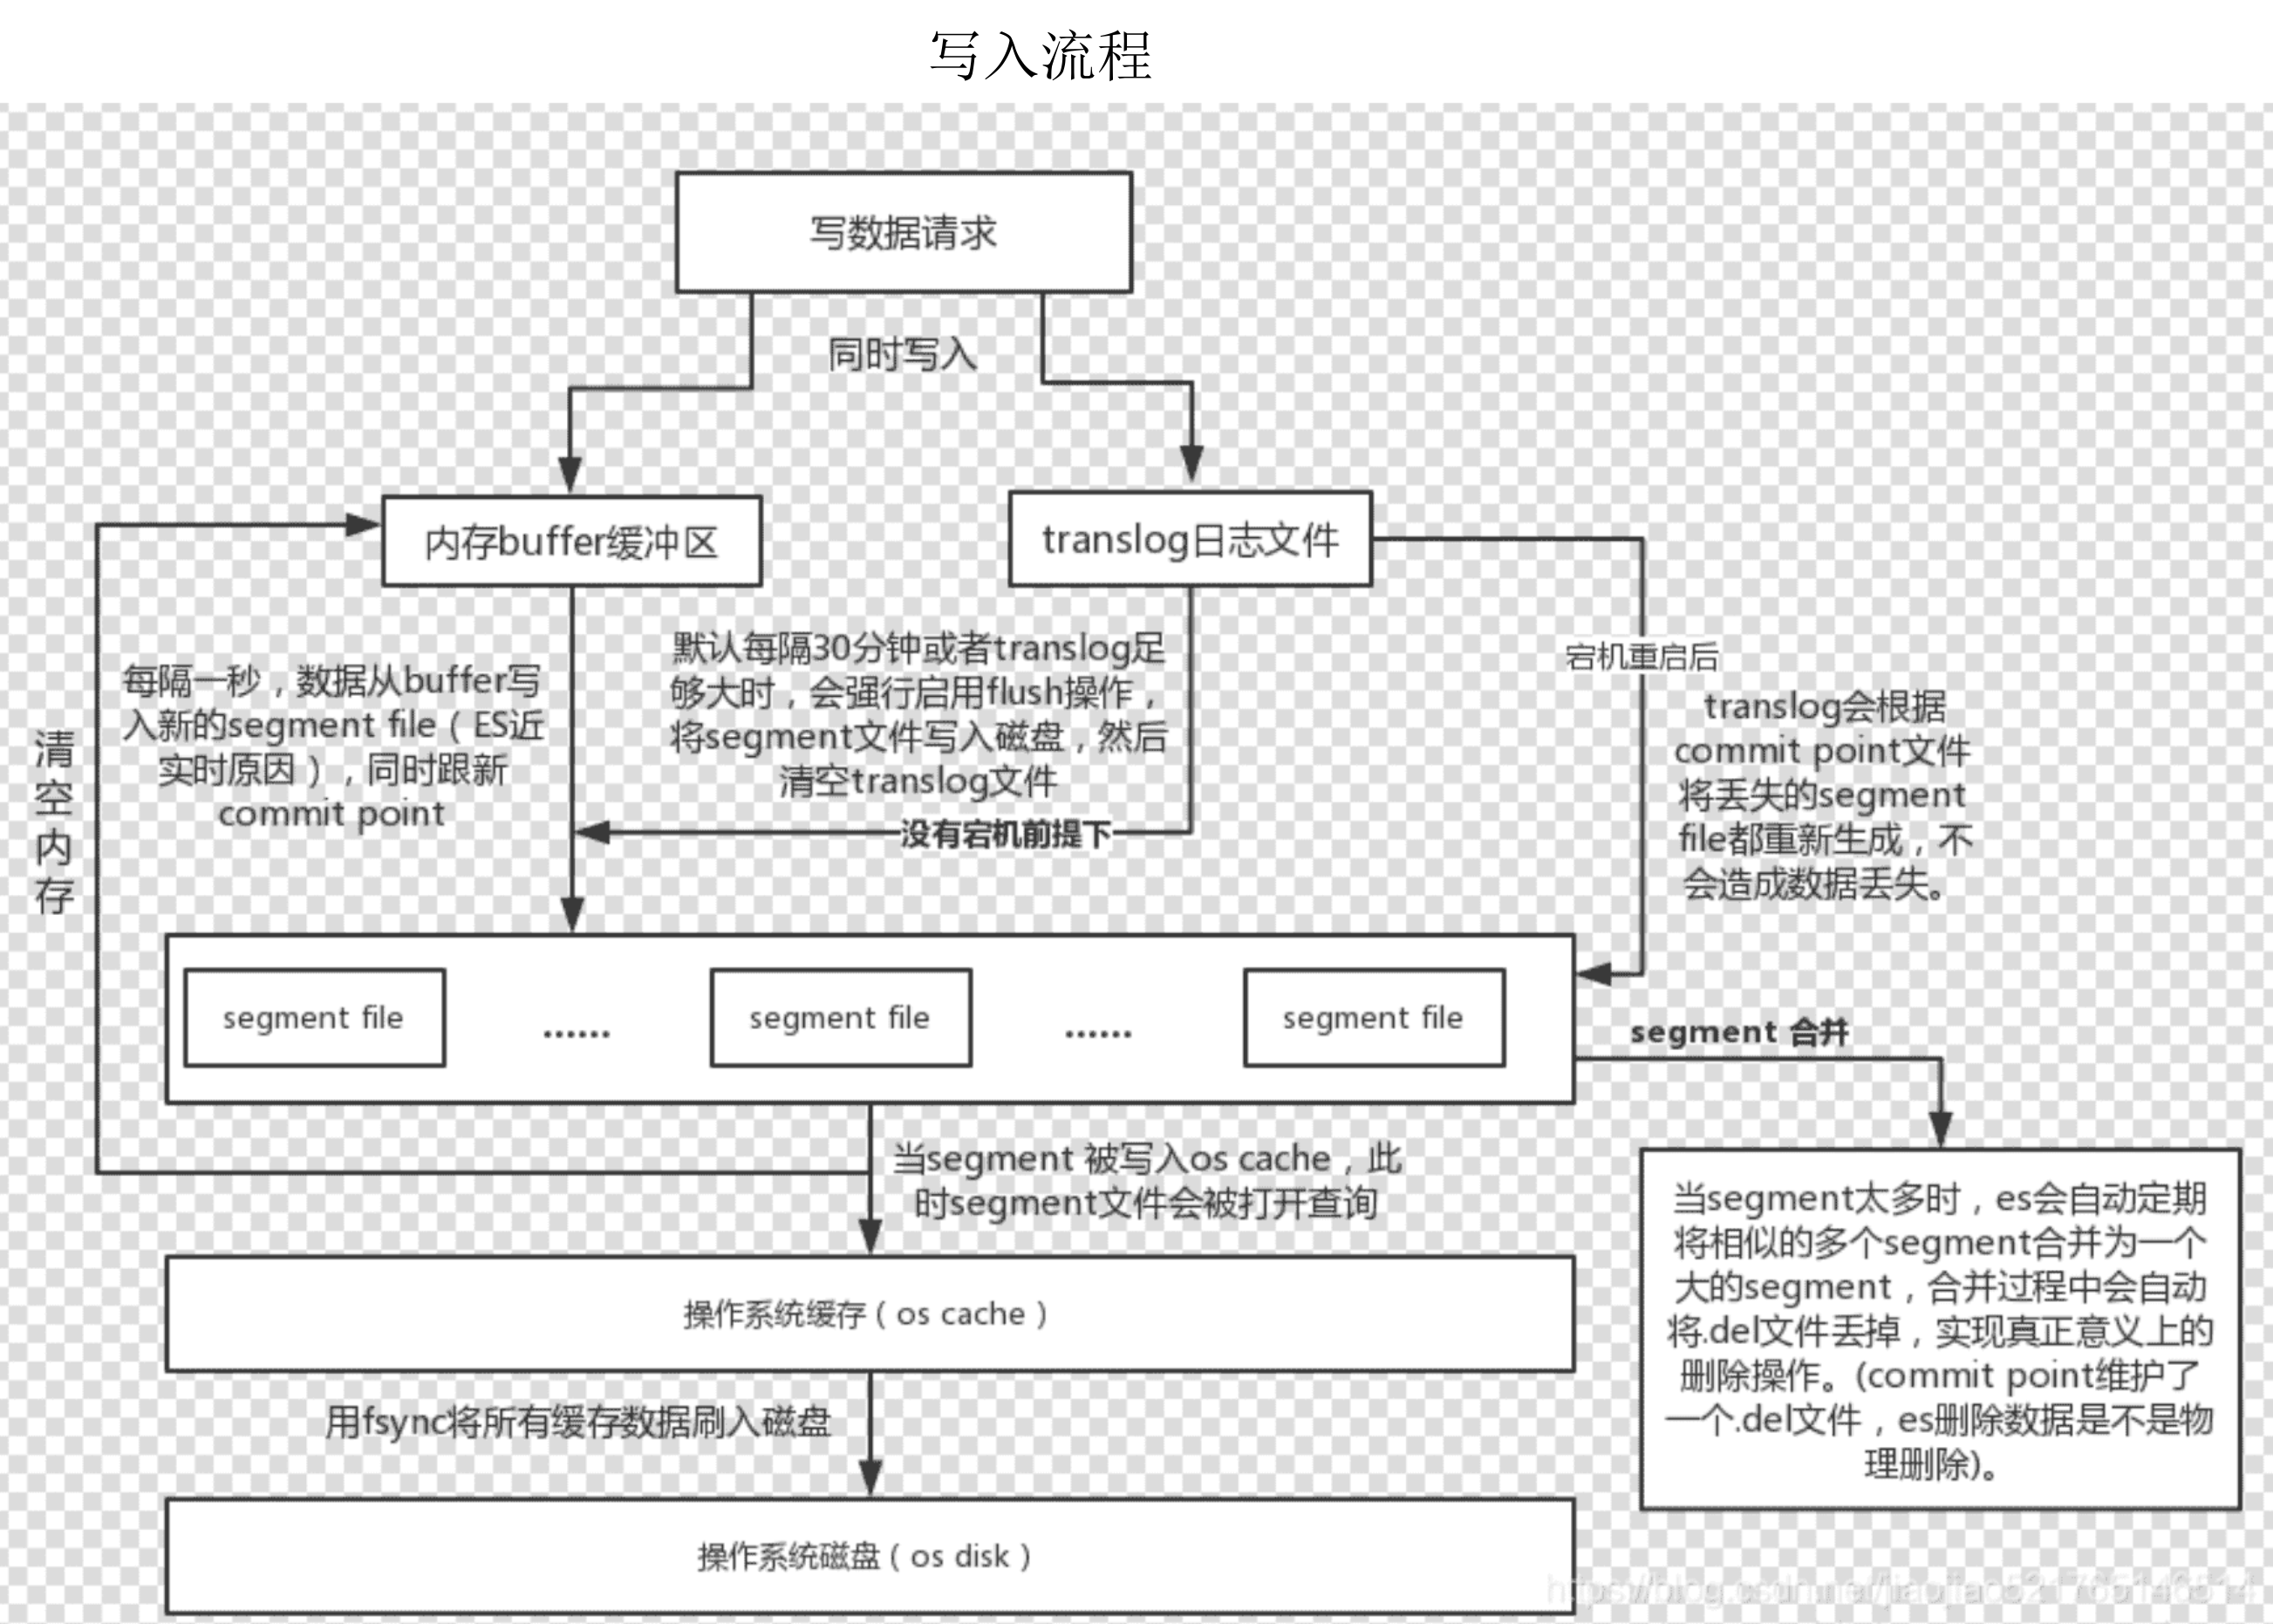 写入流程
写数据请求
同时写入
内存buffer缓冲区
translog日志文件
宕机重启后
清空内存
每隔一秒，数据从buffer写
入新的segment file（ES近
实时原因），同时跟新
commit point
默认每隔30分钟或者translog足
够大时，会强行启用flush操作，
将segment文件写入磁盘，然后
清空translog文件
没有宕机前提下
translog会根据
commit point文件
将丢失的segment
file都重新生成，不
会造成数据丢失。
segment file
......
segment file
......
segment file
segment 合并
当segment 被写入os cache，此
时segment文件会被打开查询
操作系统缓存（os cache）
用fsync将所有缓存数据刷入磁盘
操作系统磁盘（os disk）
当segment太多时，es会自动定期
将相似的多个segment合并为一个
大的segment，合并过程中会自动
将.del文件丢掉，实现真正意义上的
删除操作。(commit point维护了
一个.del文件，es删除数据是不是物
理删除)。
https://blog.csdn.net/jiaojiao521765146514